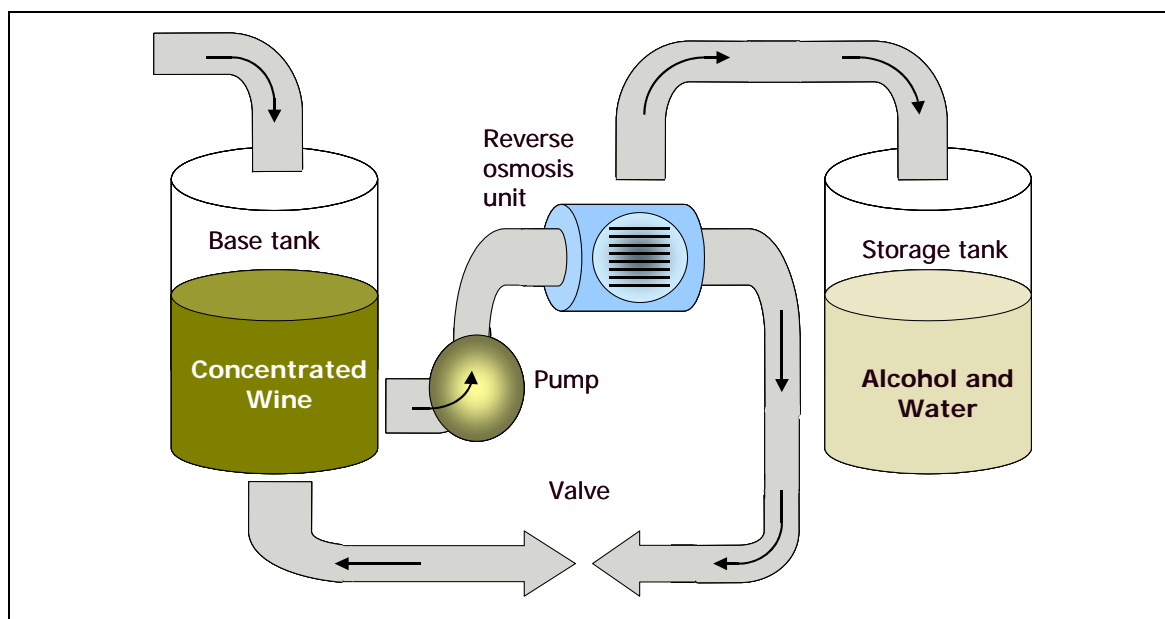 Reverse
osmosis
unit
Base tank
Storage tank
Concentrated
Wine
Pump
Alcohol and
Water
Valve